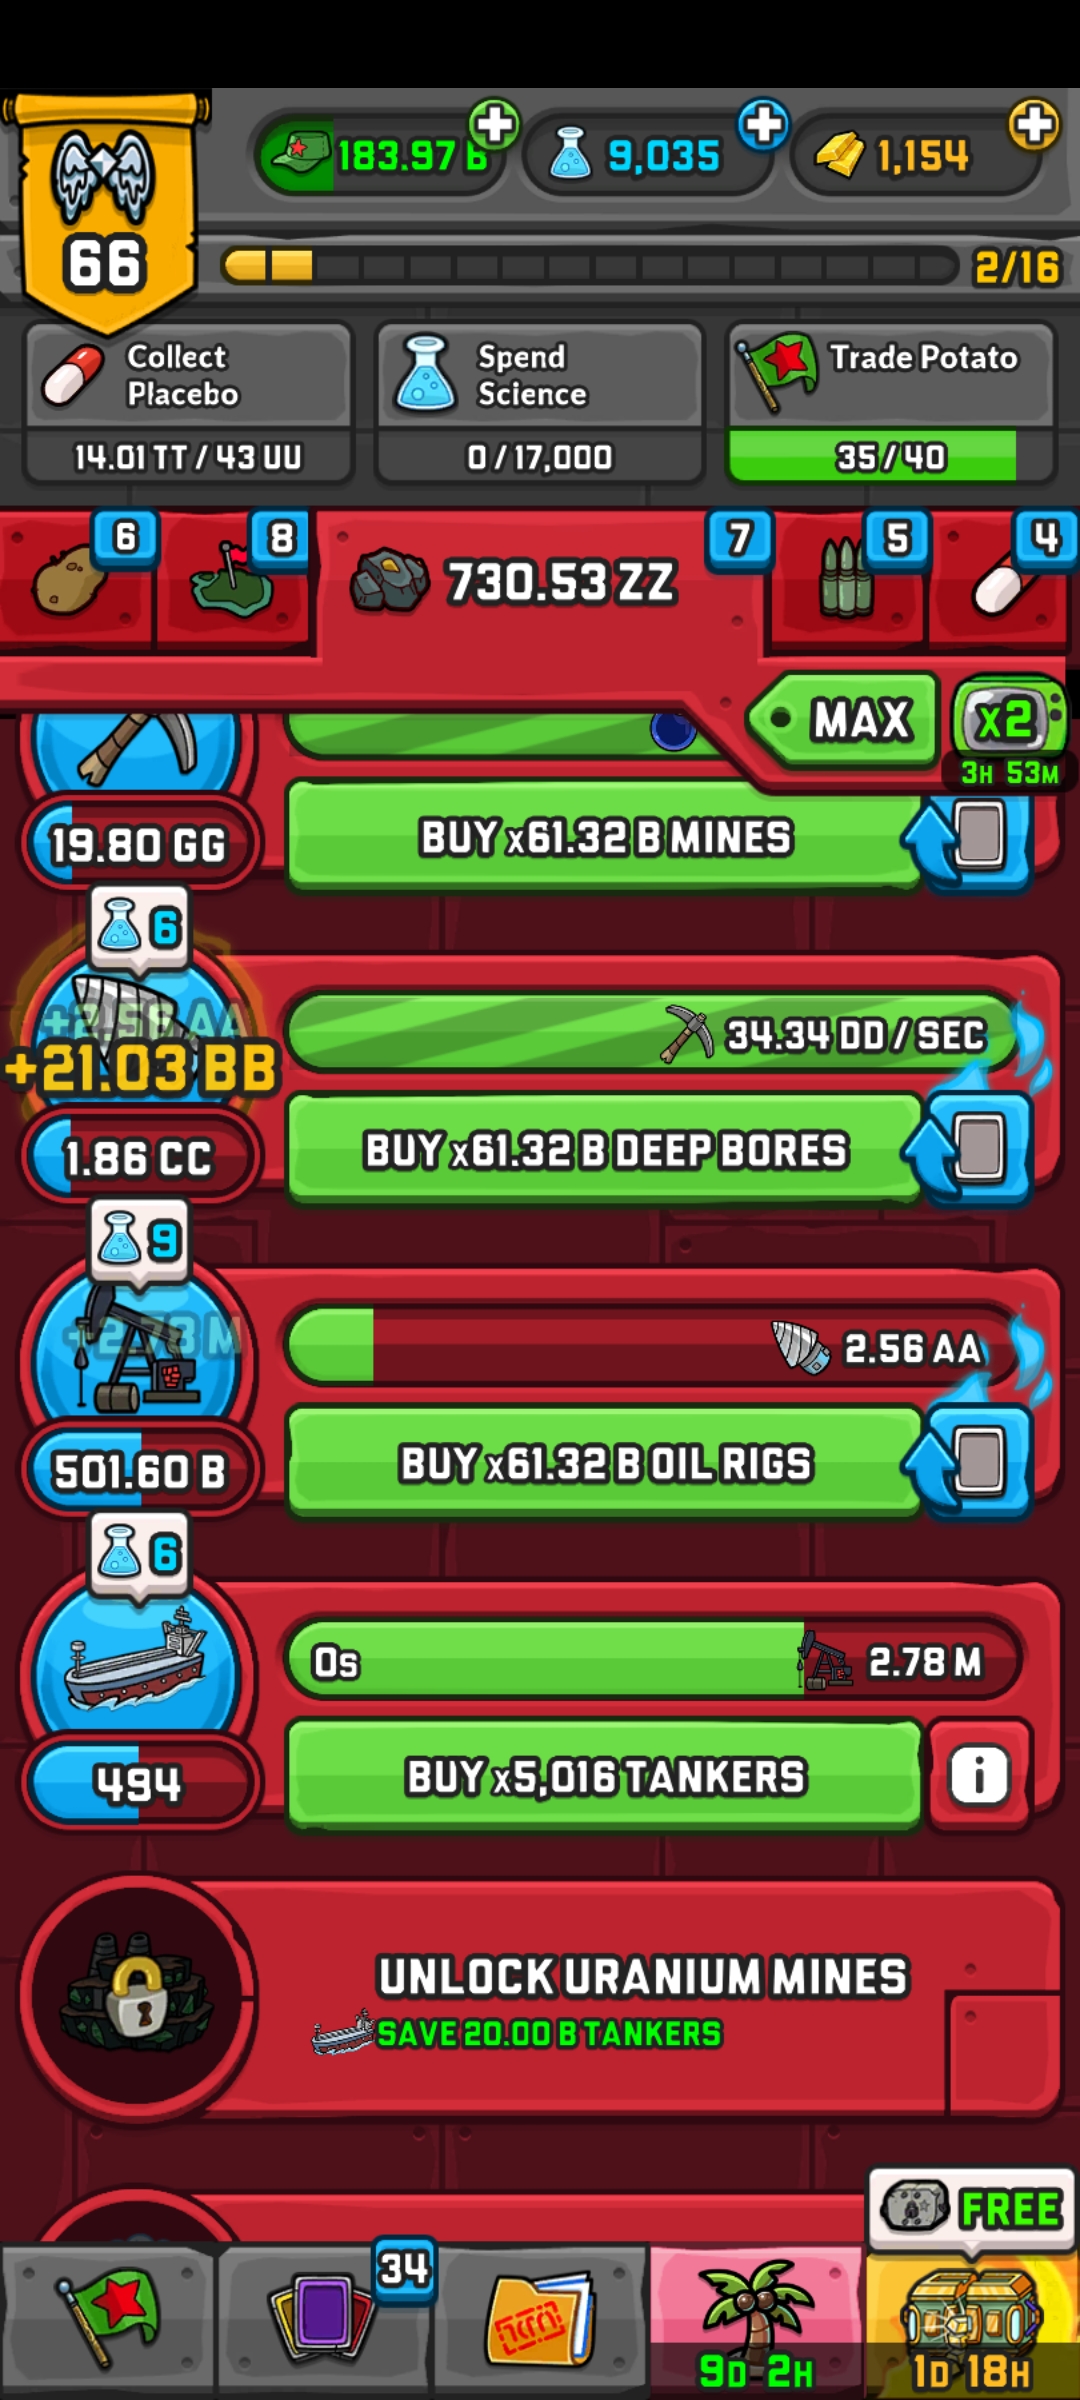 183.97 B
9,035
1,154
66
2/16
Collect
Placebo
Spend
Science
Trade Potato
14.01 TT / 43 UU
0 / 17,000
35 / 40
6
8
730.53 ZZ
7
5
4
MAX
x2
3H 53M
19.80 GG
BUY x61.32 B MINES
6
+2.56 AA
34.34 DD / SEC
+21.03 BB
1.86 CC
BUY x61.32 B DEEP BORES
9
+2.78 M
2.56 AA
501.60 B
BUY x61.32 B OIL RIGS
6
0s
2.78 M
494
BUY x5,016 TANKERS
i
UNLOCK URANIUM MINES
SAVE 20.00 B TANKERS
FREE
34
9D 2H
1D 18H